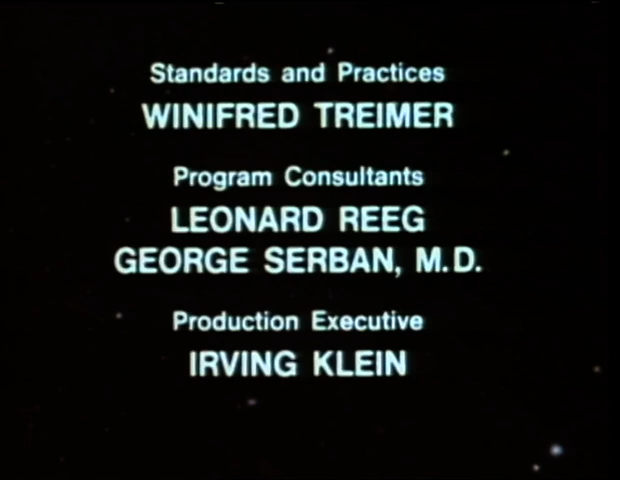 Standards and Practices
WINIFRED TREIMER
Program Consultants
LEONARD REEG
GEORGE SERBAN, M.D.
Production Executive
IRVING KLEIN